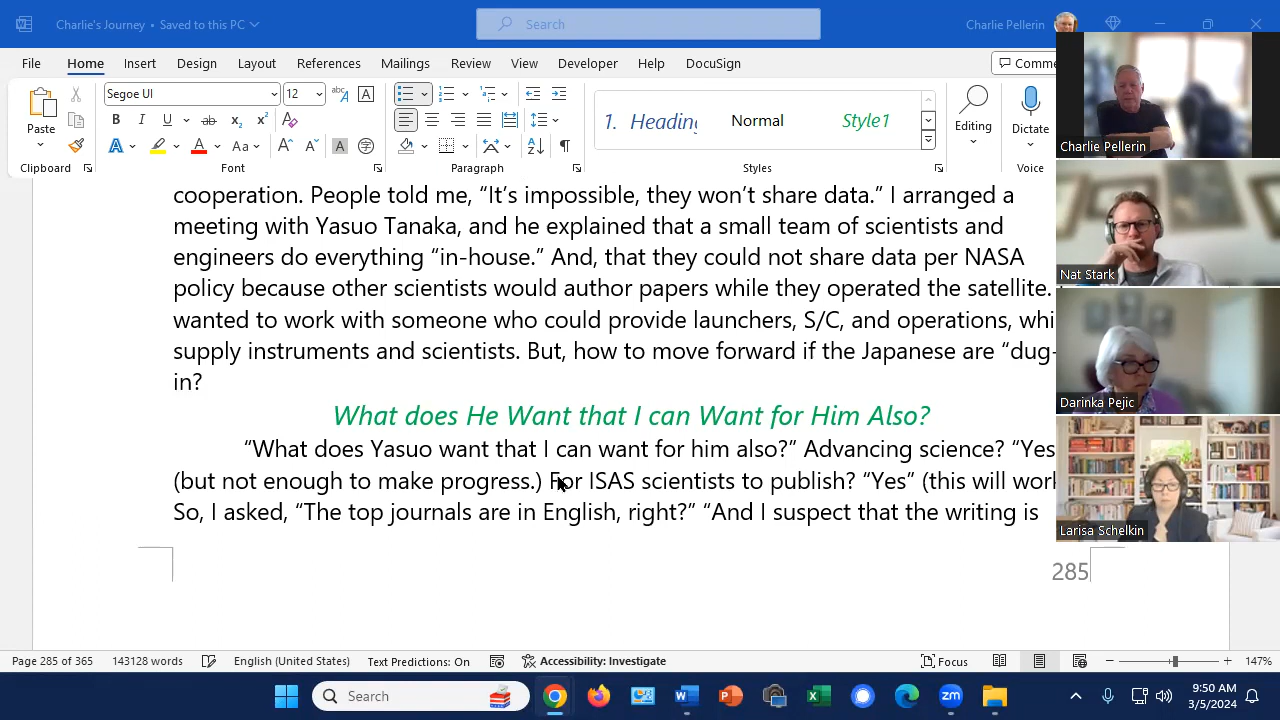 Charlie's Journey • Saved to this PC
Search
Charlie Pellerin
File Home Insert Design Layout References Mailings Review View Developer Help DocuSign
Comme
Segoe UI 12
Paste
1. Heading
Normal
Style1
Editing
Dictate
Clipboard Font Paragraph Styles Voice
cooperation. People told me, “It’s impossible, they won’t share data.” I arranged a
meeting with Yasuo Tanaka, and he explained that a small team of scientists and
engineers do everything “in-house.” And, that they could not share data per NASA
policy because other scientists would author papers while they operated the satellite.
wanted to work with someone who could provide launchers, S/C, and operations, whi
supply instruments and scientists. But, how to move forward if the Japanese are “dug-
in?
What does He Want that I can Want for Him Also?
“What does Yasuo want that I can want for him also?” Advancing science? “Yes
(but not enough to make progress.) For ISAS scientists to publish? “Yes” (this will work
So, I asked, “The top journals are in English, right?” “And I suspect that the writing is
285
Charlie Pellerin
Nat Stark
Darinka Pejic
Larisa Schelkin
Page 285 of 365 143128 words English (United States) Text Predictions: On Accessibility: Investigate Focus 147%
Search
zm
9:50 AM
3/5/2024